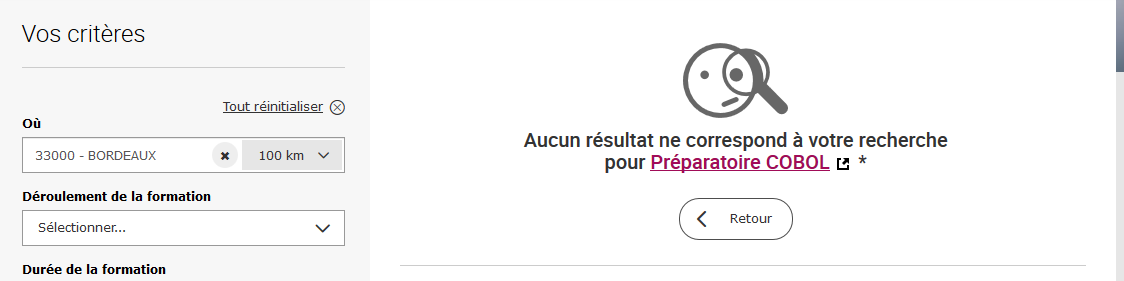 Vos critères
Tout réinitialiser
Où
33000 - BORDEAUX
100 km
Déroulement de la formation
Sélectionner...
Durée de la formation
Aucun résultat ne correspond à votre recherche
pour Préparatoire COBOL *
Retour